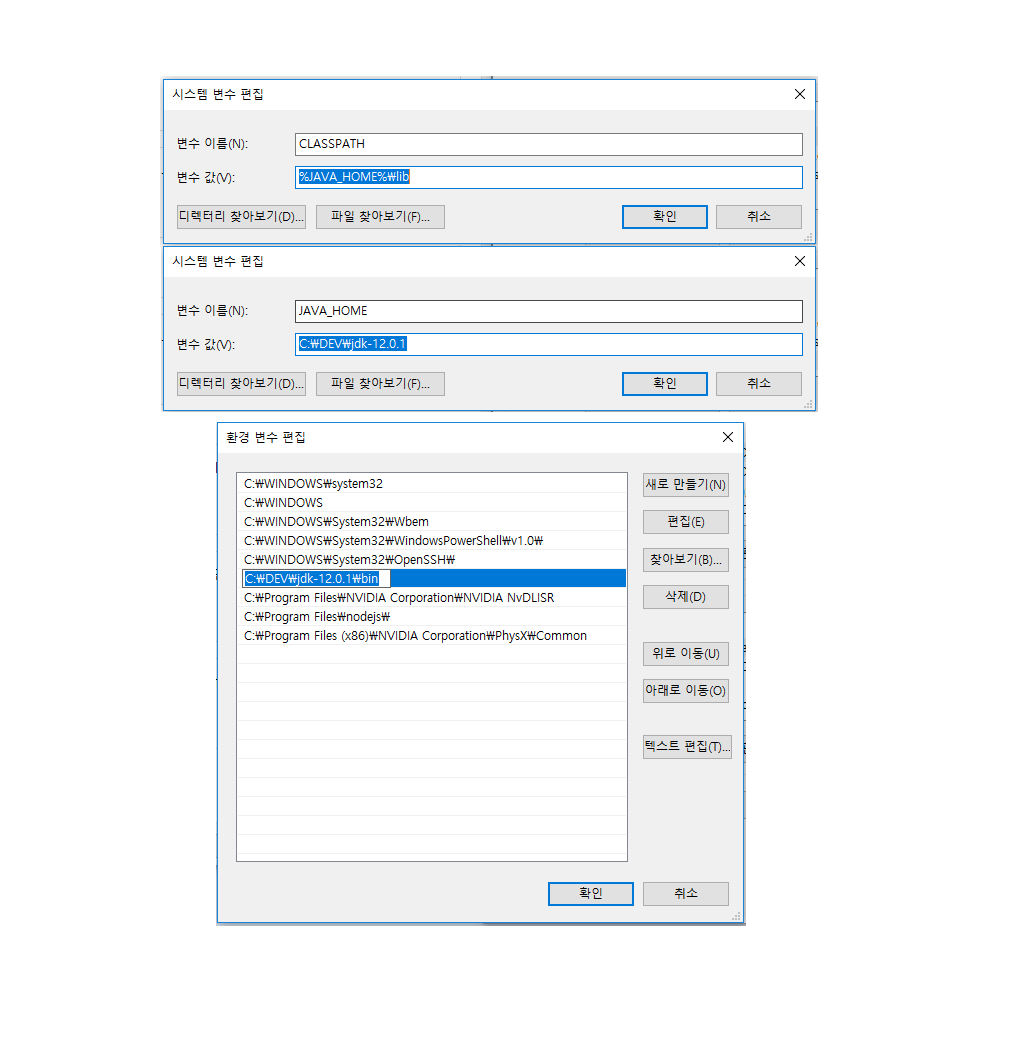 시스템 변수 편집
변수 이름(N): CLASSPATH
변수 값(V): %JAVA_HOME%₩lib
디렉터리 찾아보기(D)... 파일 찾아보기(F)... 확인 취소
시스템 변수 편집
변수 이름(N): JAVA_HOME
변수 값(V): C:₩DEV₩jdk-12.0.1
디렉터리 찾아보기(D)... 파일 찾아보기(F)... 확인 취소
환경 변수 편집
C:₩WINDOWS₩system32
C:₩WINDOWS
C:₩WINDOWS₩System32₩Wbem
C:₩WINDOWS₩System32₩WindowsPowerShell₩v1.0₩
C:₩WINDOWS₩System32₩OpenSSH₩
C:₩DEV₩jdk-12.0.1₩bin
C:₩Program Files₩NVIDIA Corporation₩NVIDIA NvDLISR
C:₩Program Files₩nodejs₩
C:₩Program Files (x86)₩NVIDIA Corporation₩PhysX₩Common
새로 만들기(N)
편집(E)
찾아보기(B)...
삭제(D)
위로 이동(U)
아래로 이동(O)
텍스트 편집(T)...
확인 취소